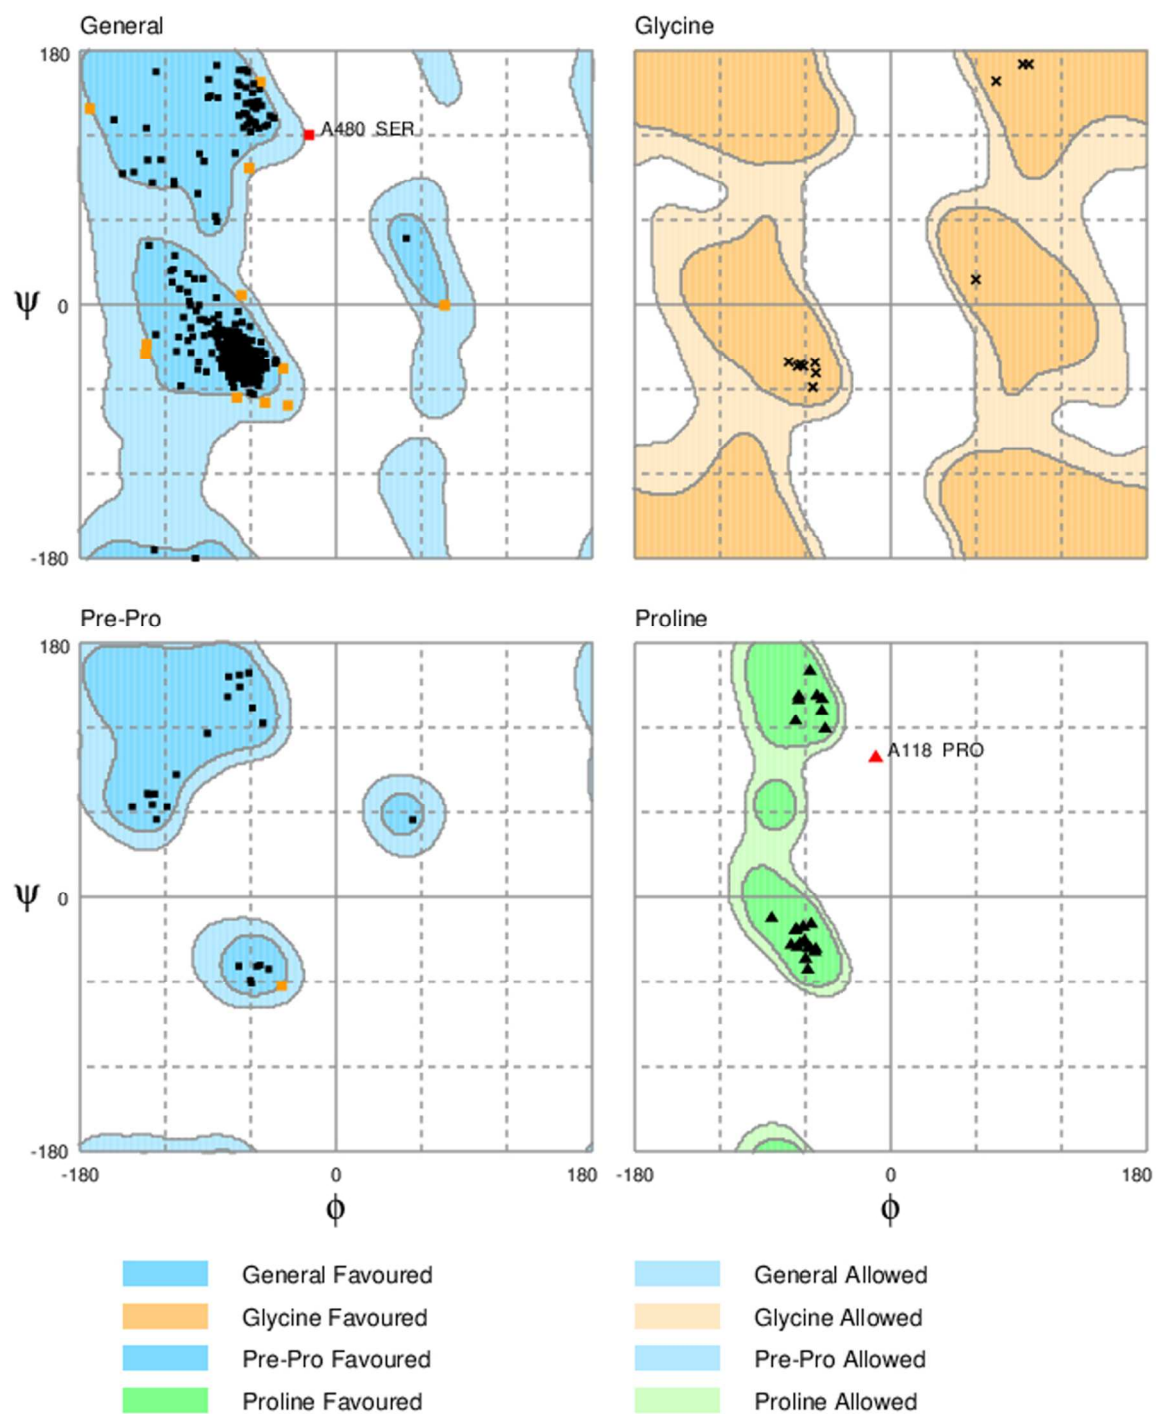 General Glycine
180
A480 SER
ψ 0
-180
Pre-Pro Proline
180
A118 PRO
ψ 0
-180
-180 0 180 -180 0 180
ϕ ϕ
General Favoured General Allowed
Glycine Favoured Glycine Allowed
Pre-Pro Favoured Pre-Pro Allowed
Proline Favoured Proline Allowed